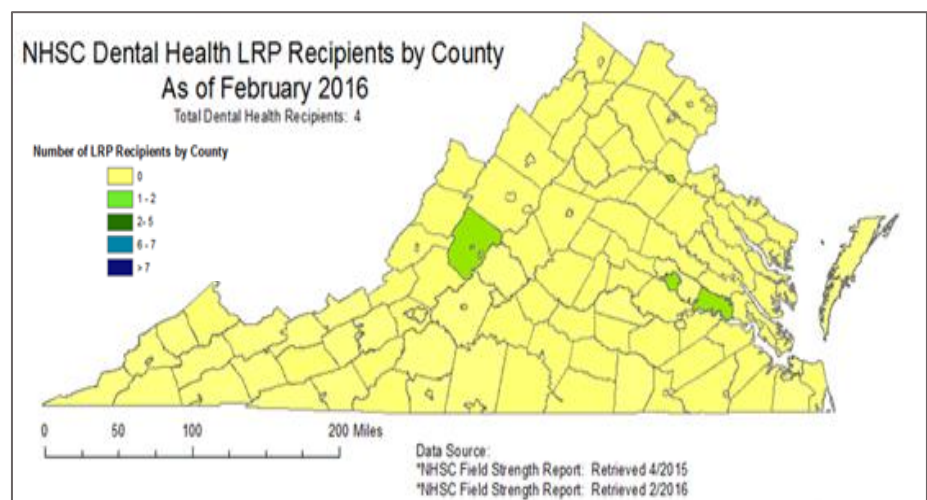 NHSC Dental Health LRP Recipients by County
As of February 2016
Total Dental Health Recipients: 4
Number of LRP Recipients by County
0
1 - 2
2- 5
6 - 7
> 7
0 50 100 200 Miles
Data Source:
*NHSC Field Strength Report: Retrieved 4/2015
*NHSC Field Strength Report: Retrieved 2/2016